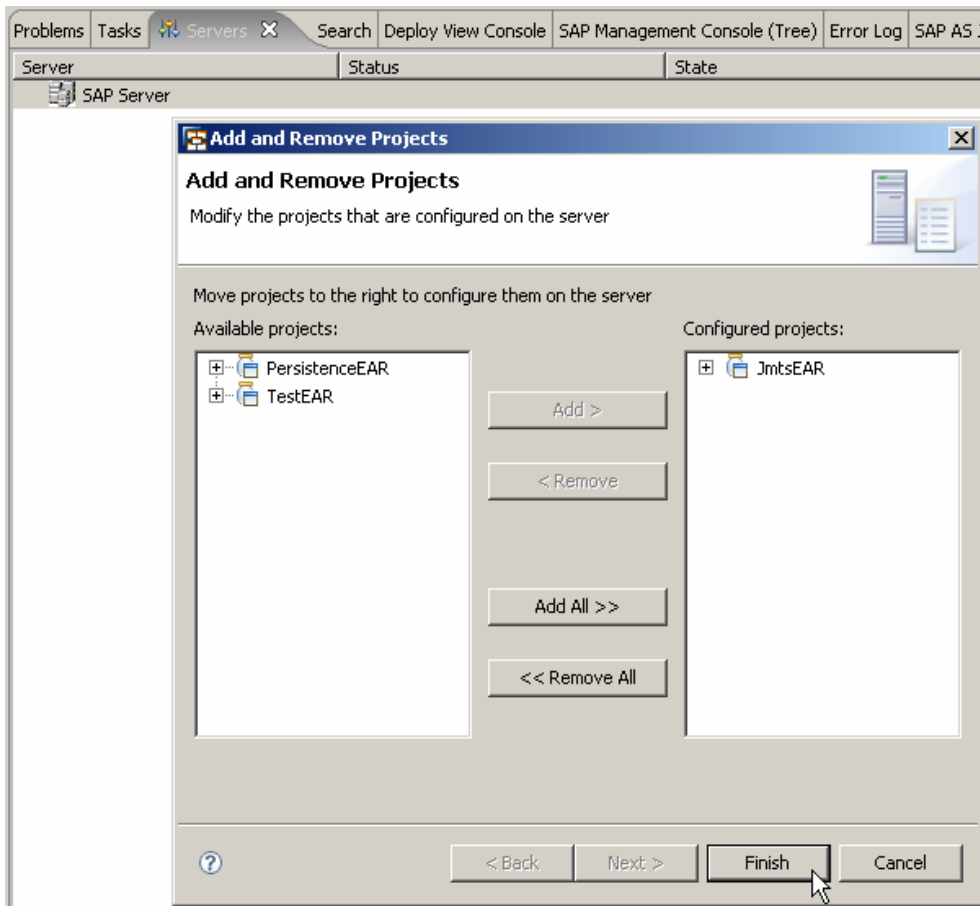 Problems Tasks Servers Search Deploy View Console SAP Management Console (Tree) Error Log SAP AS
Server Status State
SAP Server
Add and Remove Projects
Add and Remove Projects
Modify the projects that are configured on the server
Move projects to the right to configure them on the server
Available projects: Configured projects:
PersistenceEAR JmtsEAR
TestEAR
Add >
< Remove
Add All >>
<< Remove All
? < Back Next > Finish Cancel